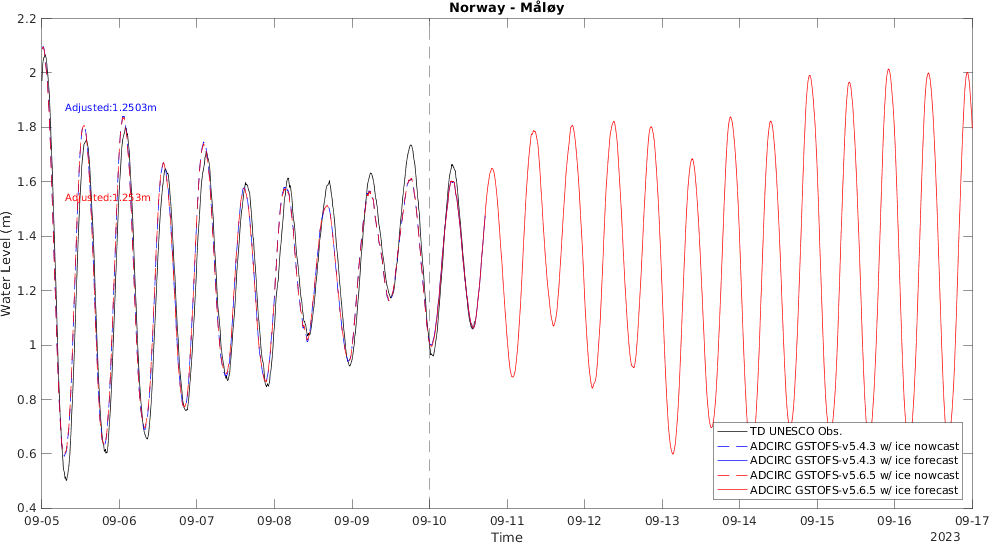 Norway - Måløy
2.2
2
1.8
1.6
1.4
1.2
1
0.8
0.6
0.4
Water Level (m)
Adjusted:1.2503m
Adjusted:1.253m
TD UNESCO Obs.
ADCIRC GSTOFS-v5.4.3 w/ ice nowcast
ADCIRC GSTOFS-v5.4.3 w/ ice forecast
ADCIRC GSTOFS-v5.6.5 w/ ice nowcast
ADCIRC GSTOFS-v5.6.5 w/ ice forecast
09-05 09-06 09-07 09-08 09-09 09-10 09-11 09-12 09-13 09-14 09-15 09-16 09-17
Time
2023